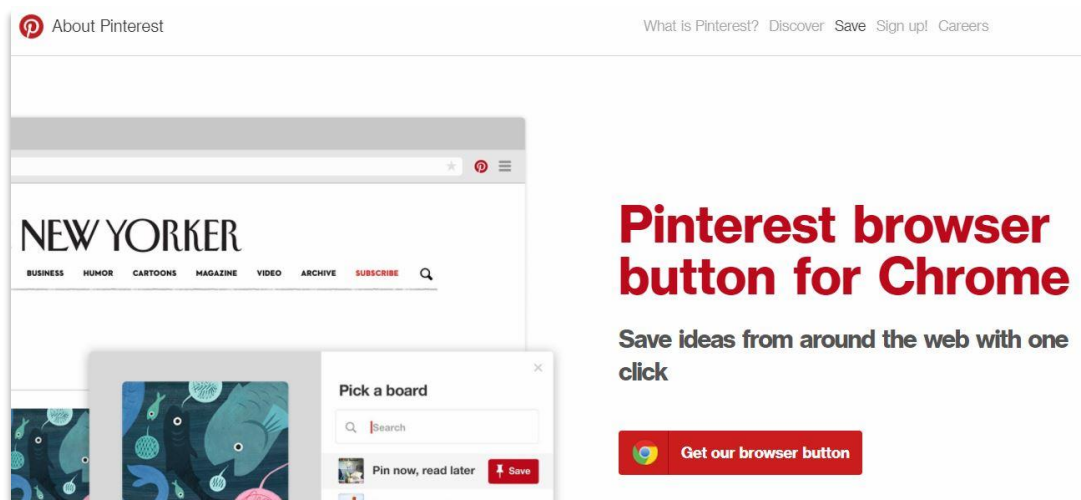 About Pinterest
What is Pinterest? Discover Save Sign up! Careers
NEW YORKER
BUSINESS HUMOR CARTOONS MAGAZINE VIDEO ARCHIVE SUBSCRIBE
Pick a board
Search
Pin now, read later Save
Pinterest browser
button for Chrome
Save ideas from around the web with one
click
Get our browser button